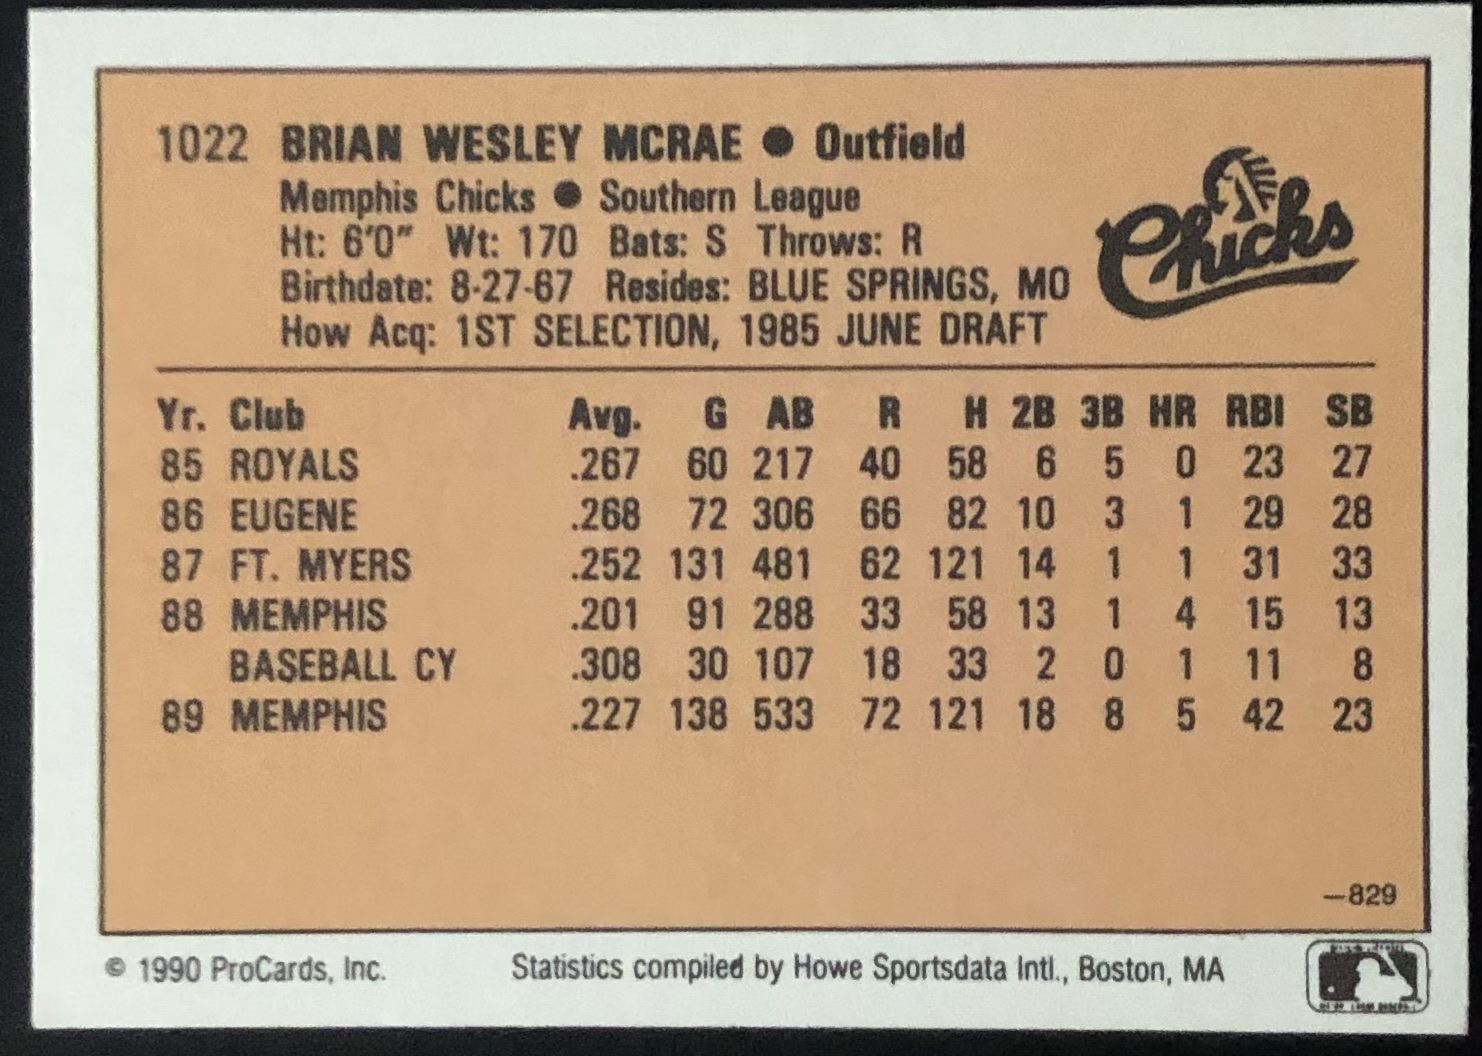 1022 BRIAN WESLEY MCRAE ● Outfield
Memphis Chicks ● Southern League
Ht: 6'0" Wt: 170 Bats: S Throws: R
Birthdate: 8-27-67 Resides: BLUE SPRINGS, MO
How Acq: 1ST SELECTION, 1985 JUNE DRAFT
Chicks
Yr. Club Avg. G AB R H 2B 3B HR RBI SB
85 ROYALS .267 60 217 40 58 6 5 0 23 27
86 EUGENE .268 72 306 66 82 10 3 1 29 28
87 FT. MYERS .252 131 481 62 121 14 1 1 31 33
88 MEMPHIS .201 91 288 33 58 13 1 4 15 13
BASEBALL CY .308 30 107 18 33 2 0 1 11 8
89 MEMPHIS .227 138 533 72 121 18 8 5 42 23
—829
© 1990 ProCards, Inc. Statistics compiled by Howe Sportsdata Intl., Boston, MA